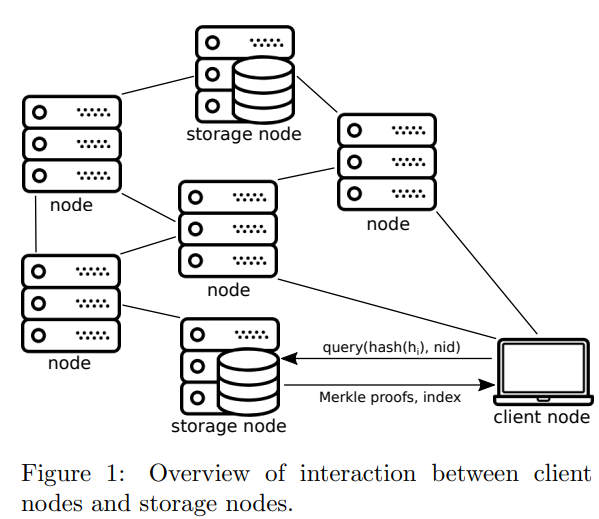 storage node
node
node
node
node
storage node
query(hash(hᵢ), nid)
Merkle proofs, index
client node
Figure 1: Overview of interaction between client
nodes and storage nodes.